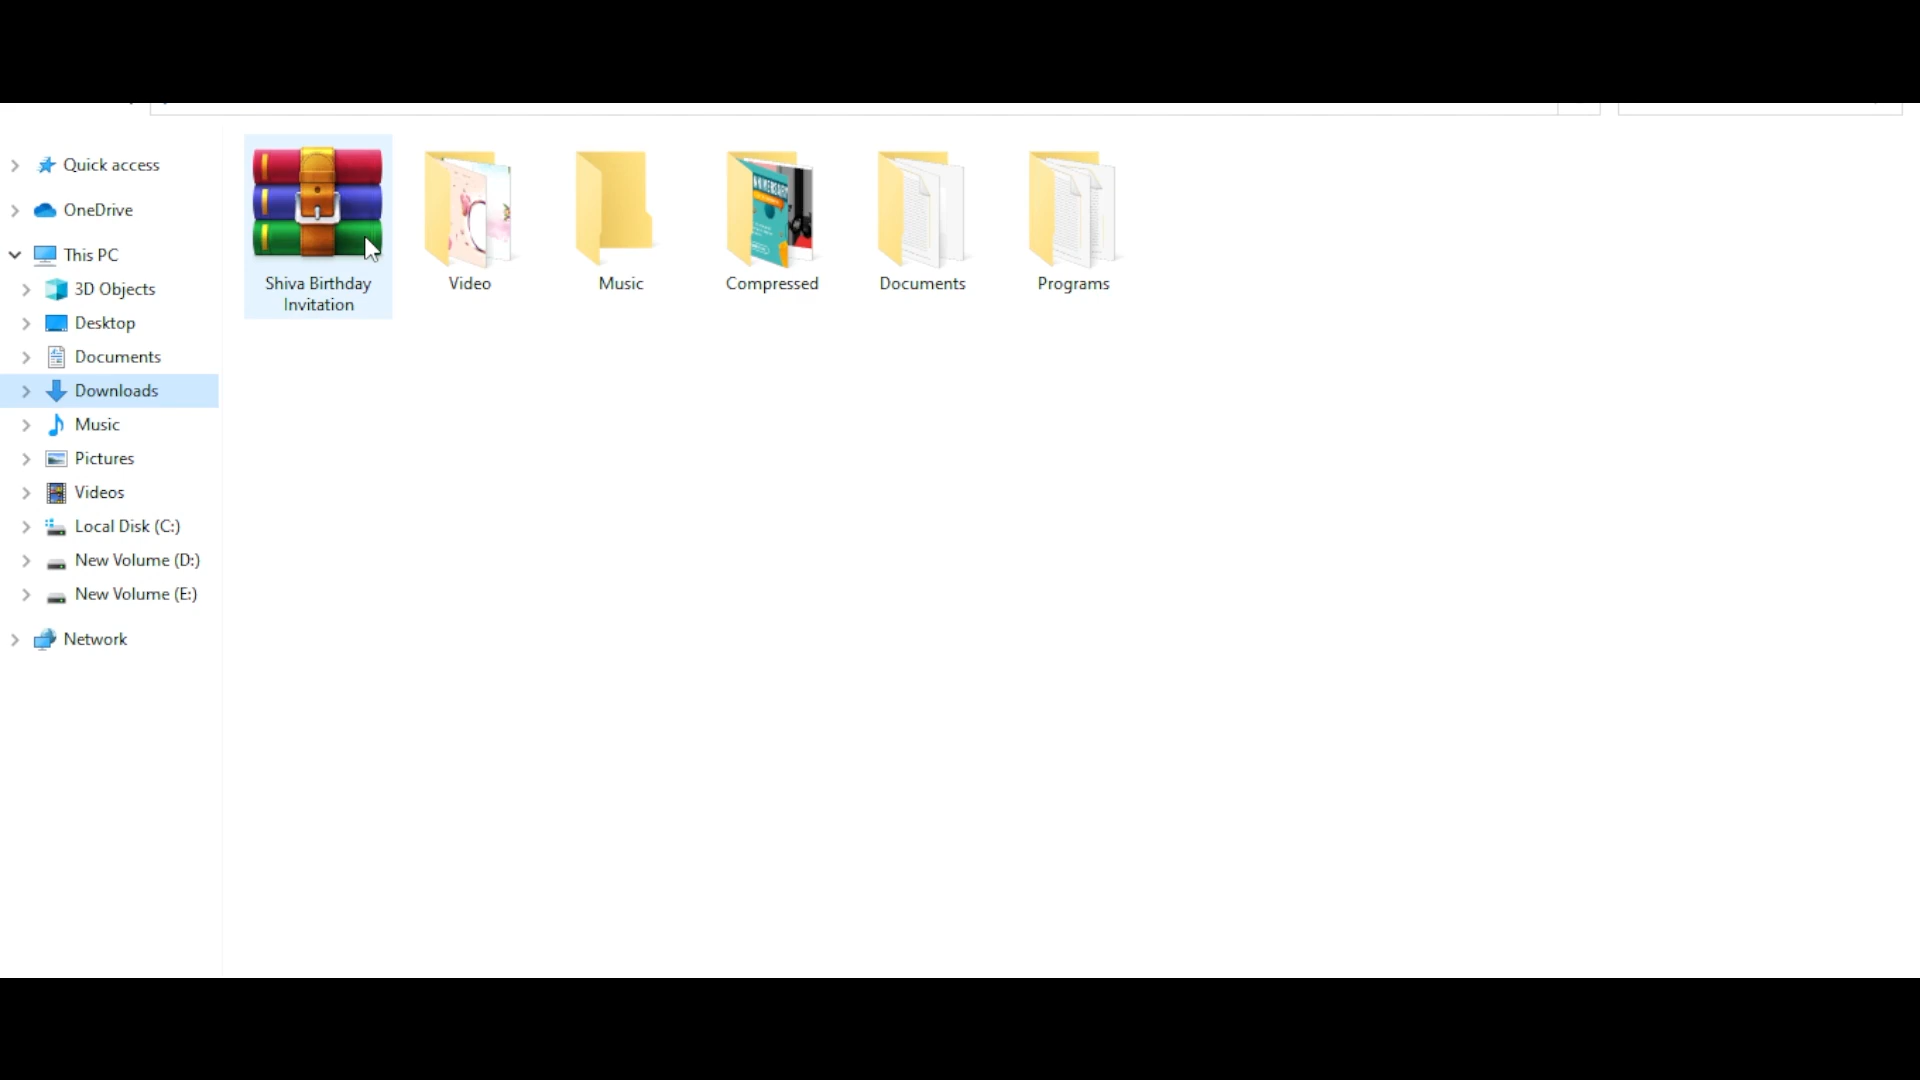 Quick access
OneDrive
This PC
3D Objects
Desktop
Documents
Downloads
Music
Pictures
Videos
Local Disk (C:)
New Volume (D:)
New Volume (E:)
Network
Shiva Birthday
Invitation
Video
Music
Compressed
Documents
Programs